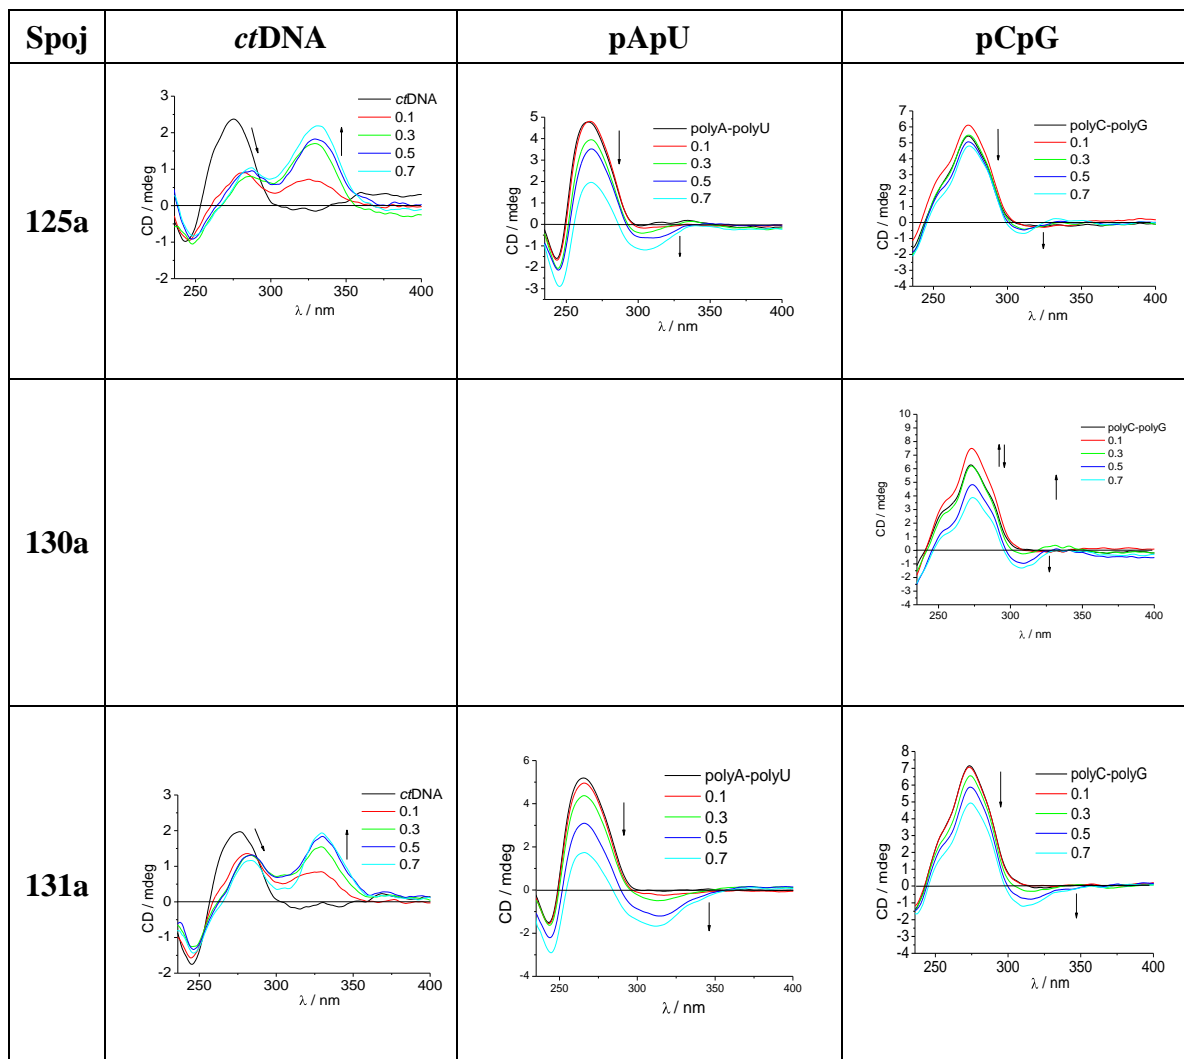 Spoj ctDNA pApU pCpG
125a
CD / mdeg
3
2
1
0
-1
-2
250 300 350 400
λ / nm
ctDNA
0.1
0.3
0.5
0.7
CD / mdeg
5
4
3
2
1
0
-1
-2
-3
250 300 350 400
λ / nm
polyA-polyU
0.1
0.3
0.5
0.7
CD / mdeg
7
6
5
4
3
2
1
0
-1
-2
-3
-4
250 300 350 400
λ / nm
polyC-polyG
0.1
0.3
0.5
0.7
130a
CD / mdeg
10
9
8
7
6
5
4
3
2
1
0
-1
-2
-3
-4
250 300 350 400
λ / nm
polyC-polyG
0.1
0.3
0.5
0.7
131a
CD / mdeg
3
2
1
0
-1
-2
250 300 350 400
λ / nm
ctDNA
0.1
0.3
0.5
0.7
CD / mdeg
6
4
2
0
-2
-4
250 300 350 400
λ / nm
polyA-polyU
0.1
0.3
0.5
0.7
CD / mdeg
8
7
6
5
4
3
2
1
0
-1
-2
-3
-4
250 300 350 400
λ / nm
polyC-polyG
0.1
0.3
0.5
0.7